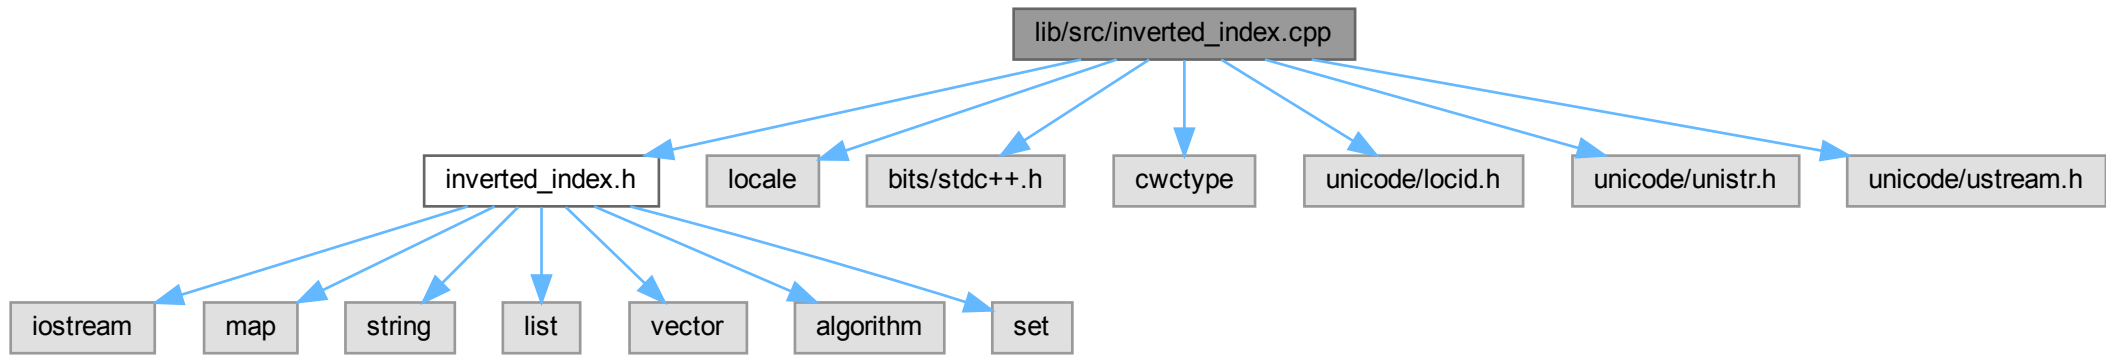 lib/src/inverted_index.cpp
inverted_index.h
locale
bits/stdc++.h
cwctype
unicode/locid.h
unicode/unistr.h
unicode/ustream.h
iostream
map
string
list
vector
algorithm
set